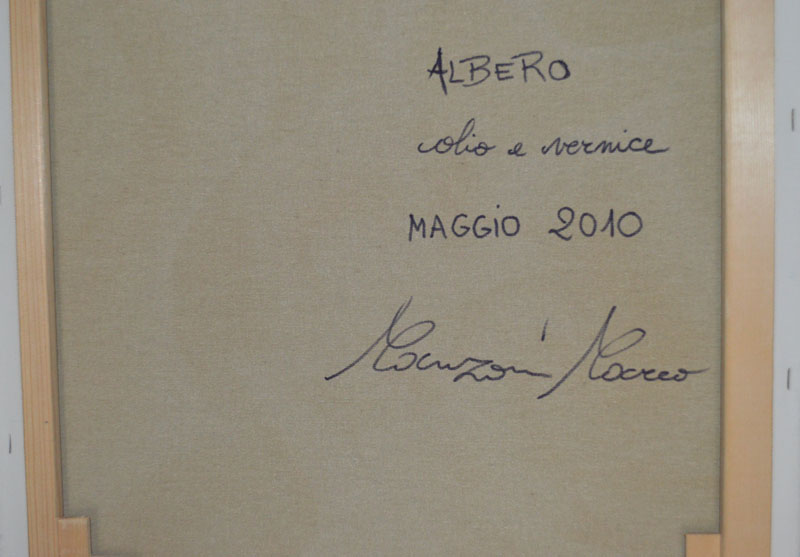 ALBERO
olio e vernice
MAGGIO 2010
Manzoni Marco